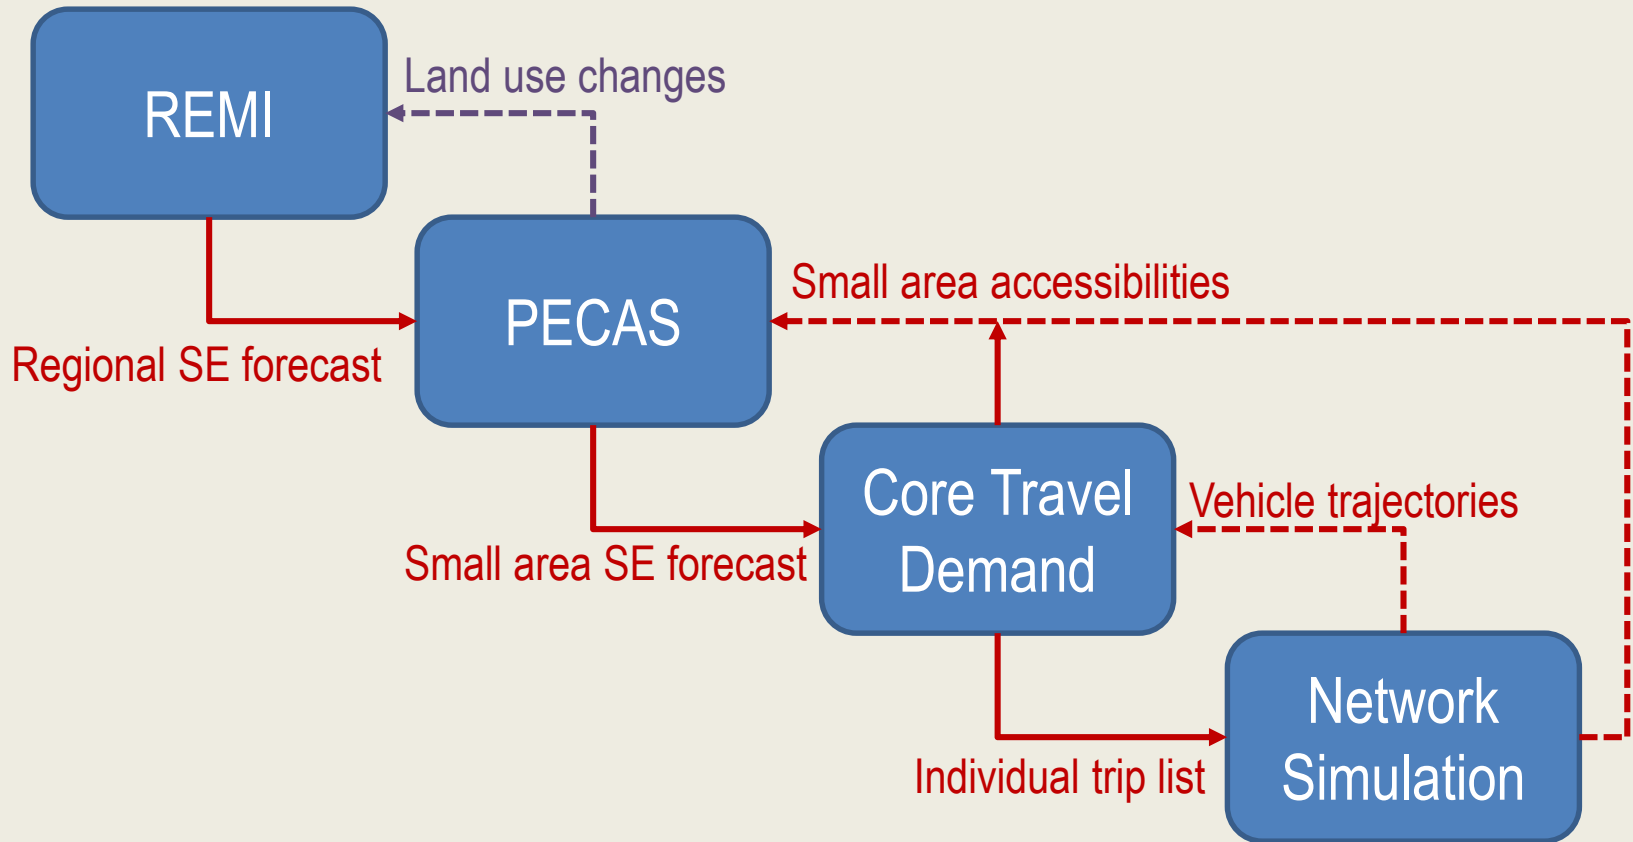 REMI
Land use changes
Regional SE forecast
PECAS
Small area accessibilities
Small area SE forecast
Core Travel
Demand
Vehicle trajectories
Individual trip list
Network
Simulation